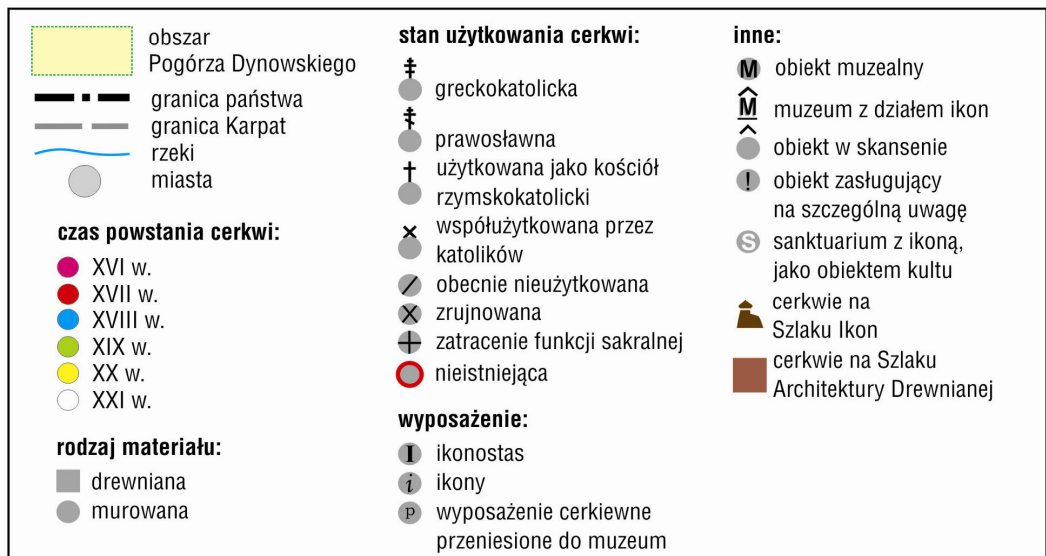 obszar
Pogórza Dynowskiego
granica państwa
granica Karpat
rzeki
miasta
czas powstania cerkwi:
XVI w.
XVII w.
XVIII w.
XIX w.
XX w.
XXI w.
rodzaj materiału:
drewniana
murowana
stan użytkowania cerkwi:
greckokatolicka
prawosławna
użytkowana jako kościół
rzymskokatolicki
współużytkowana przez
katolików
obecnie nieużytkowana
zrujnowana
zatracenie funkcji sakralnej
nieistniejąca
wyposażenie:
I ikonostas
i ikony
p wyposażenie cerkiewne
przeniesione do muzeum
inne:
M obiekt muzealny
M muzeum z działem ikon
obiekt w skansenie
! obiekt zasługujący
na szczególną uwagę
S sanktuarium z ikoną,
jako obiektem kultu
cerkwie na
Szlaku Ikon
cerkwie na Szlaku
Architektury Drewnianej